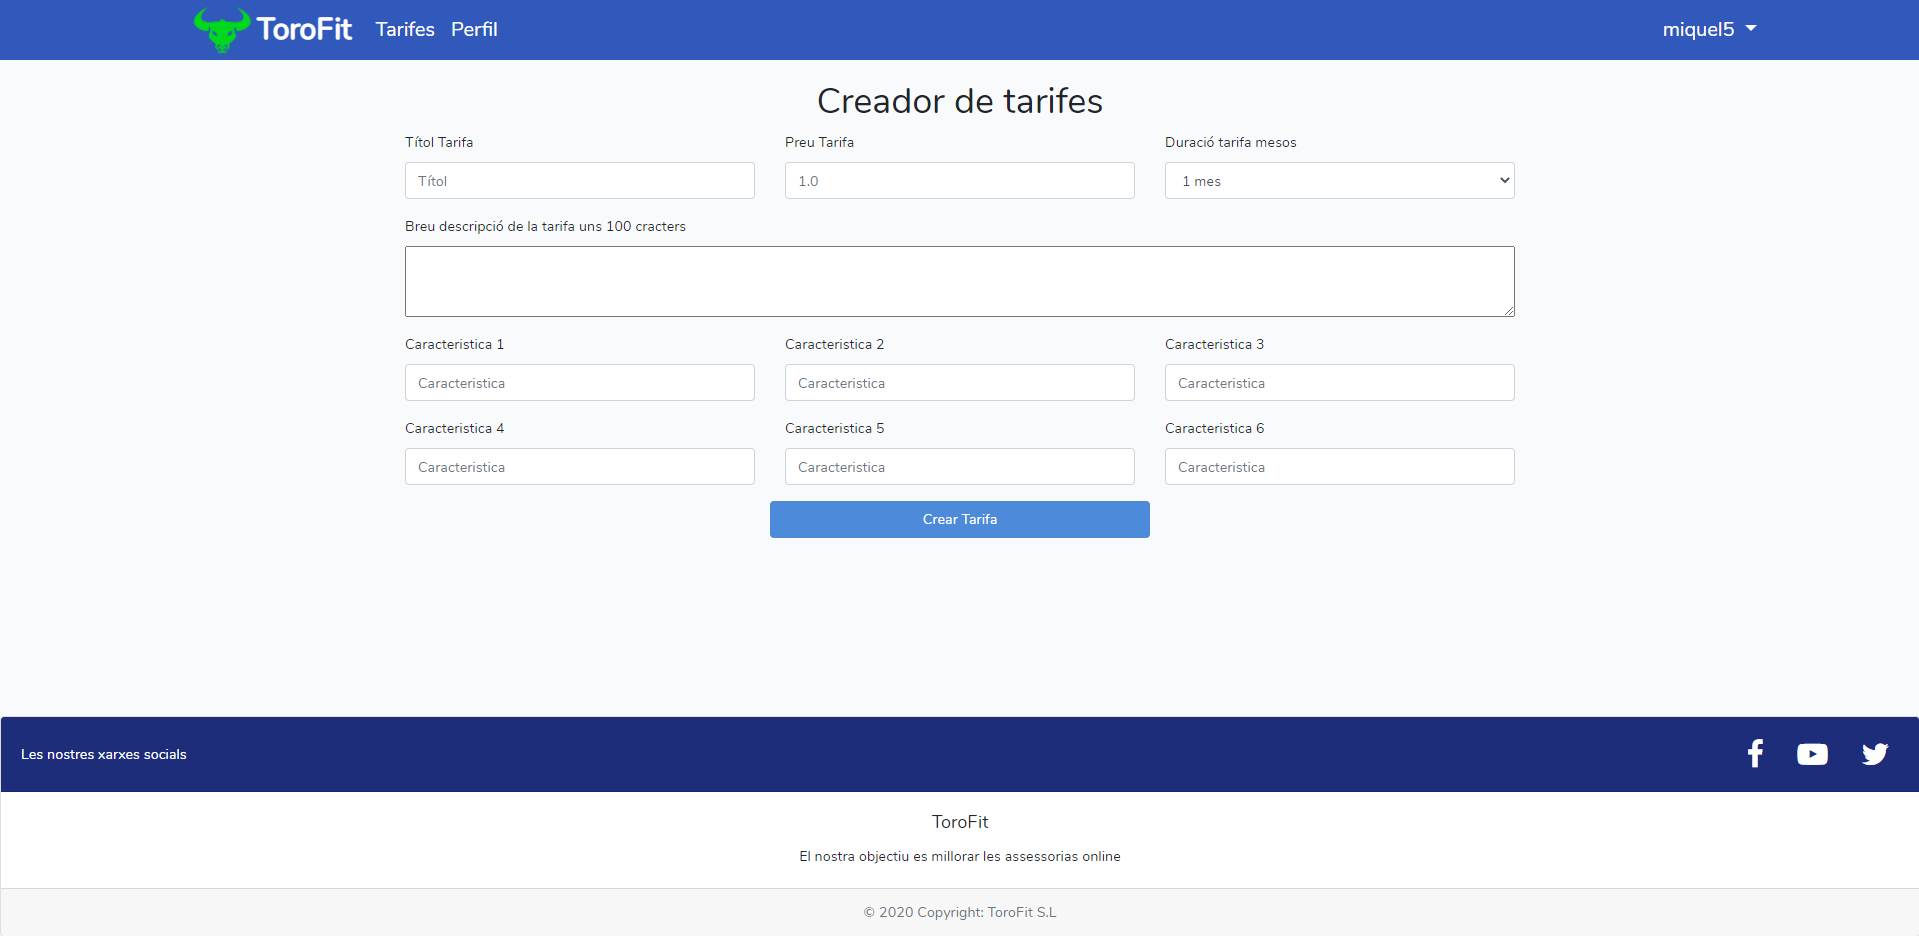 ToroFit Tarifes Perfil miquel5
Creador de tarifes
Títol Tarifa Preu Tarifa Duració tarifa mesos
Títol 1.0 1 mes
Breu descripció de la tarifa uns 100 cracters
Caracteristica 1 Caracteristica 2 Caracteristica 3
Caracteristica Caracteristica Caracteristica
Caracteristica 4 Caracteristica 5 Caracteristica 6
Caracteristica Caracteristica Caracteristica
Crear Tarifa
Les nostres xarxes socials
ToroFit
El nostra objectiu es millorar les assessorias online
© 2020 Copyright: ToroFit S.L